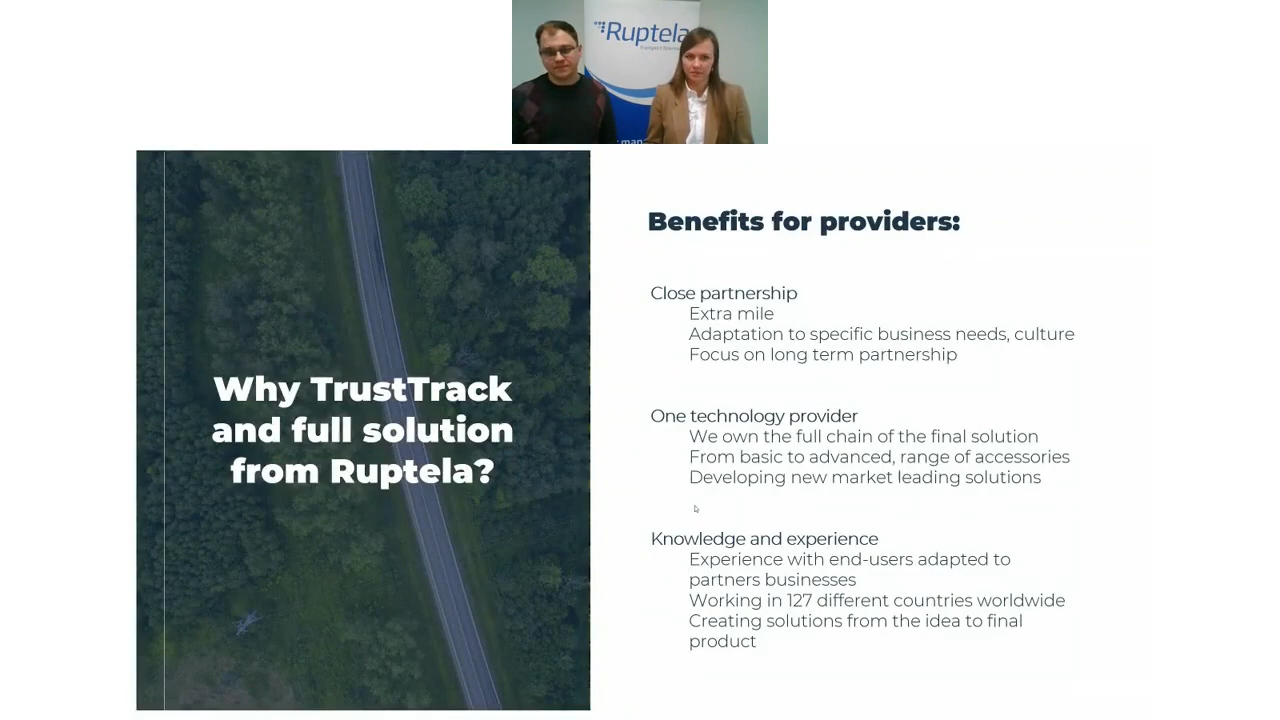 Ruptela
Why TrustTrack
and full solution
from Ruptela?
Benefits for providers:
Close partnership
Extra mile
Adaptation to specific business needs, culture
Focus on long term partnership
One technology provider
We own the full chain of the final solution
From basic to advanced, range of accessories
Developing new market leading solutions
Knowledge and experience
Experience with end-users adapted to
partners businesses
Working in 127 different countries worldwide
Creating solutions from the idea to final
product